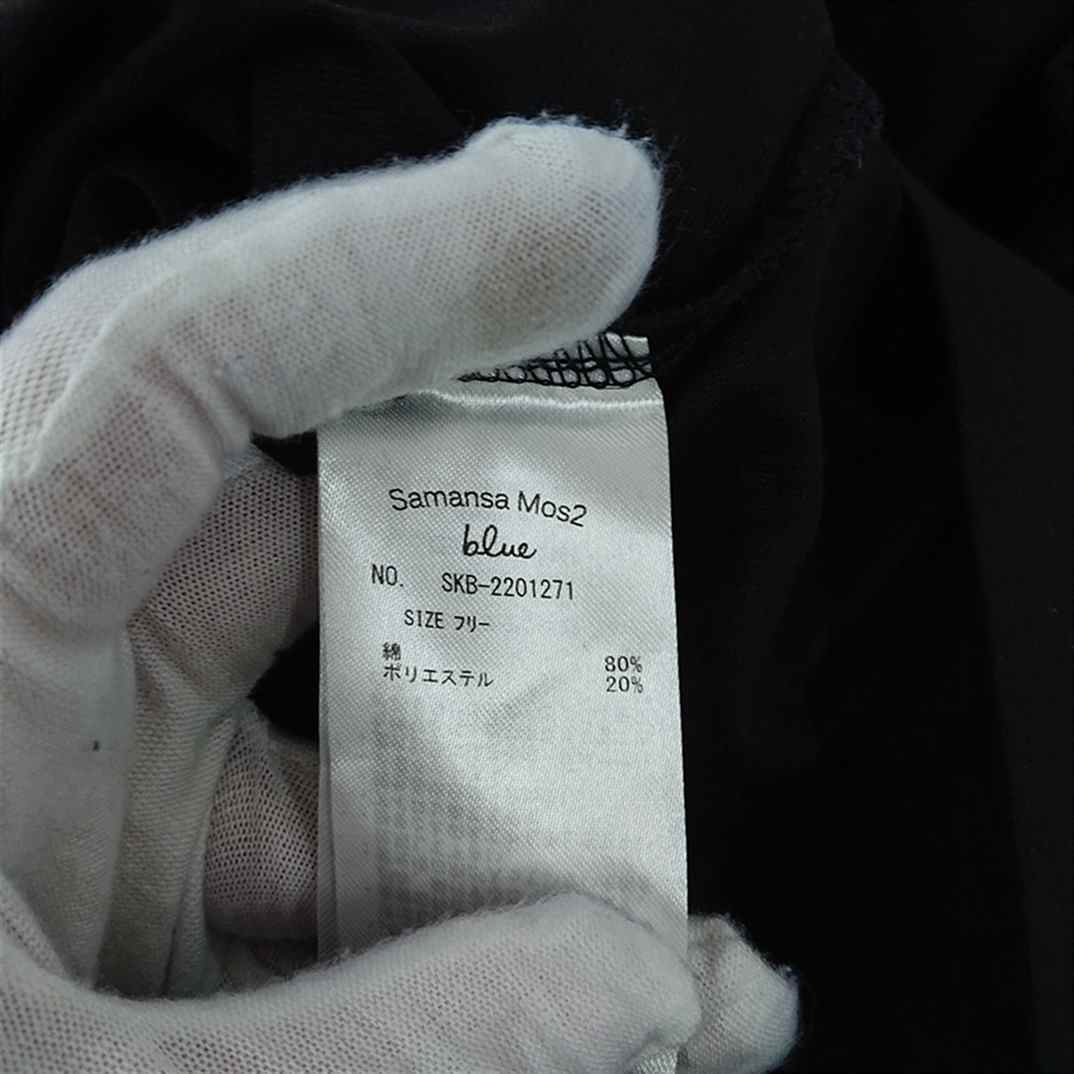 Samansa Mos2
blue
NO. SKB-2201271
SIZE フリー
綿 80%
ポリエステル 20%